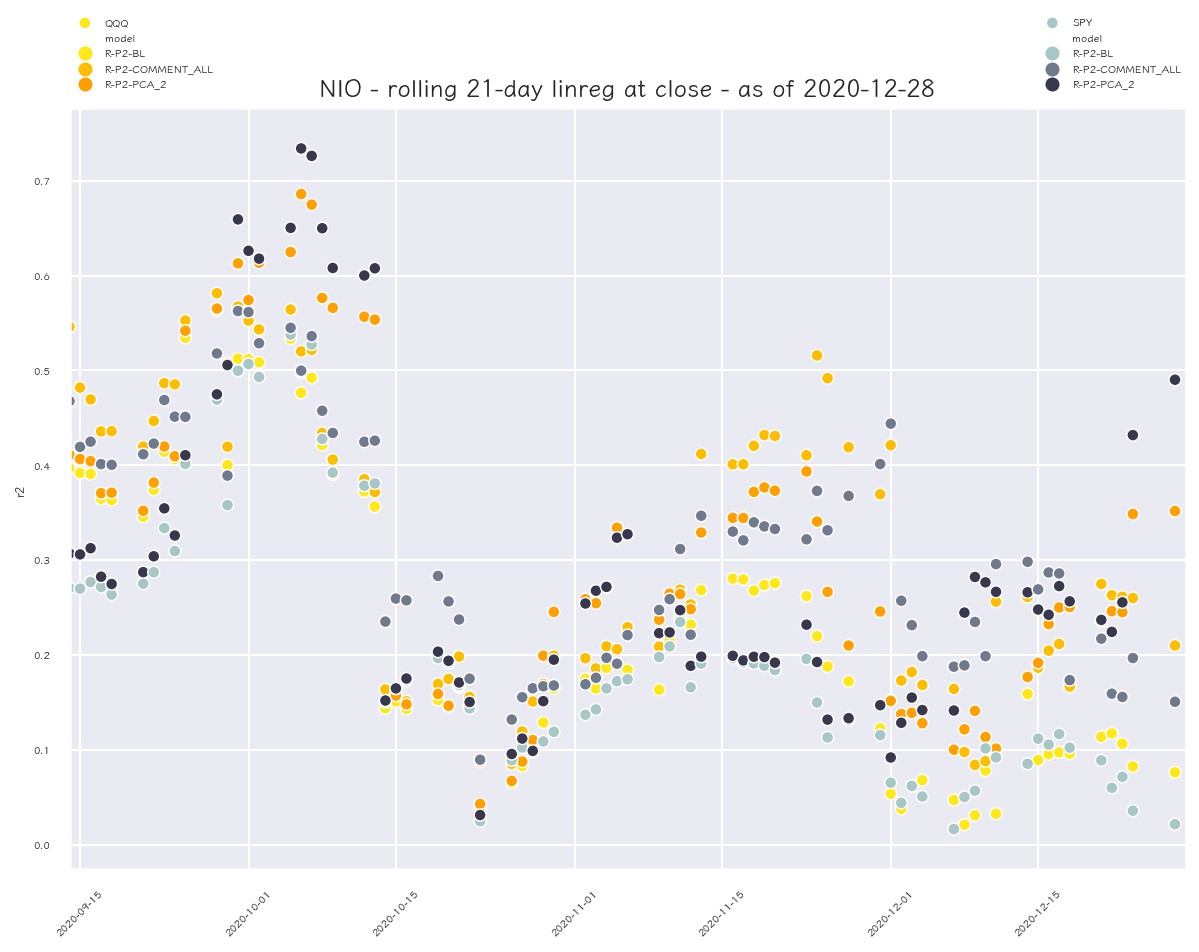 QQQ
model
R-P2-BL
R-P2-COMMENT_ALL
R-P2-PCA_2
SPY
model
R-P2-BL
R-P2-COMMENT_ALL
R-P2-PCA_2
NIO - rolling 21-day linreg at close - as of 2020-12-28
r2
0.7
0.6
0.5
0.4
0.3
0.2
0.1
0.0
2020-09-15
2020-10-01
2020-10-15
2020-11-01
2020-11-15
2020-12-01
2020-12-15